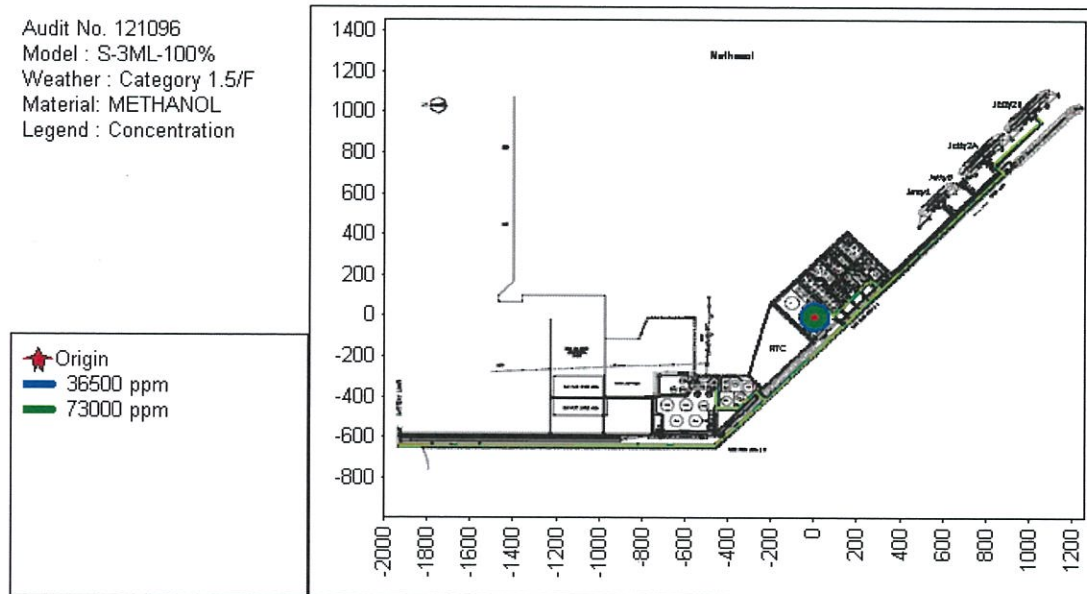 Audit No. 121096
Model : S-3ML-100%
Weather : Category 1.5/F
Material: METHANOL
Legend : Concentration
Origin
36500 ppm
73000 ppm
1400
1200
1000
800
600
400
200
0
-200
-400
-600
-800
-2000
-1800
-1600
-1400
-1200
-1000
-800
-600
-400
-200
0
200
400
600
800
1000
1200
Jetty2B
Jetty2A
RTC